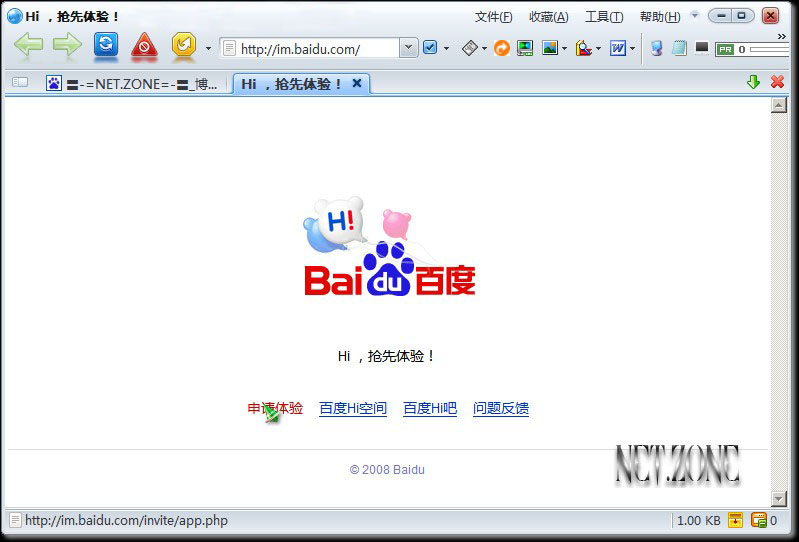 Hi ，抢先体验！
文件(F) 收藏(A) 工具(T) 帮助(H)
http://im.baidu.com/
PR 0
〓-=NET.ZONE=-〓_博...
Hi ，抢先体验！
H!
Bai du 百度
Hi ，抢先体验！
申请体验 百度Hi空间 百度Hi吧 问题反馈
© 2008 Baidu
NET.ZONE
http://im.baidu.com/invite/app.php
1.00 KB
0